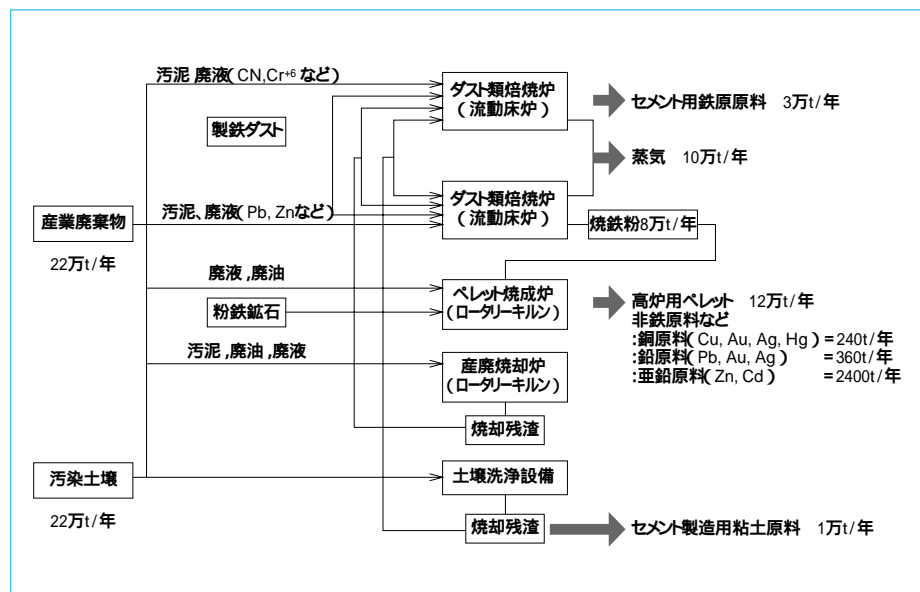 汚泥 廃液(CN,Cr+6 など)
ダスト類焙焼炉
(流動床炉)
セメント用鉄原原料 3万t/年
製鉄ダスト
蒸気 10万t/年
汚泥、廃液(Pb, Znなど)
ダスト類焙焼炉
(流動床炉)
産業廃棄物
焼鉄粉8万t/年
22万t/年
廃液 ,廃油
ペレット焼成炉
(ロータリーキルン)
高炉用ペレット 12万t/年
粉鉄鉱石
非鉄原料など
:銅原料(Cu, Au, Ag, Hg)=240t/年
汚泥 ,廃油 ,廃液
:鉛原料(Pb, Au, Ag) =360t/年
産廃焼却炉
(ロータリーキルン)
:亜鉛原料(Zn, Cd) =2400t/年
焼却残渣
汚染土壌
土壌洗浄設備
22万t/年
焼却残渣
セメント製造用粘土原料 1万t/年